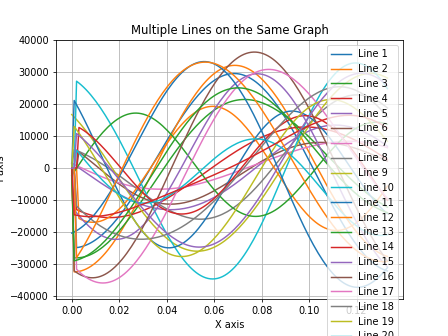 Multiple Lines on the Same Graph
40000
30000
20000
10000
0
−10000
−20000
−30000
−40000
0.00
0.02
0.04
0.06
0.08
0.10
X axis
Line 1
Line 2
Line 3
Line 4
Line 5
Line 6
Line 7
Line 8
Line 9
Line 10
Line 11
Line 12
Line 13
Line 14
Line 15
Line 16
Line 17
Line 18
Line 19
Line 20